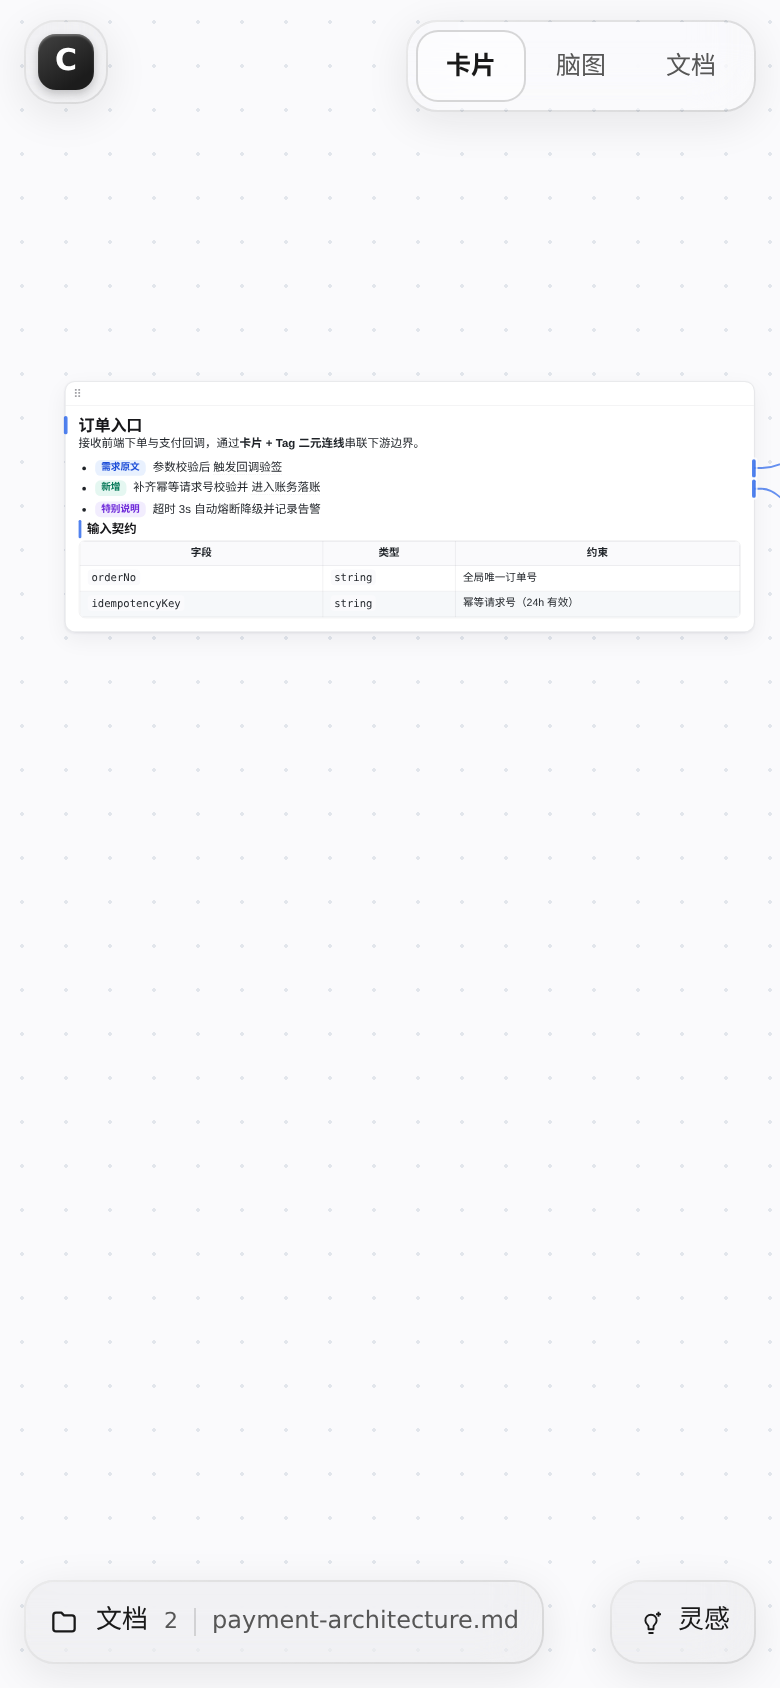 C
卡片 脑图 文档
订单入口
接收前端下单与支付回调，通过卡片 + Tag 二元连线串联下游边界。
需求原文 参数校验后 触发回调验签
新增 补齐幂等请求号校验并 进入账务落账
特别说明 超时 3s 自动熔断降级并记录告警
输入契约
字段 类型 约束
orderNo string 全局唯一订单号
idempotencyKey string 幂等请求号（24h 有效）
文档 2 payment-architecture.md 灵感